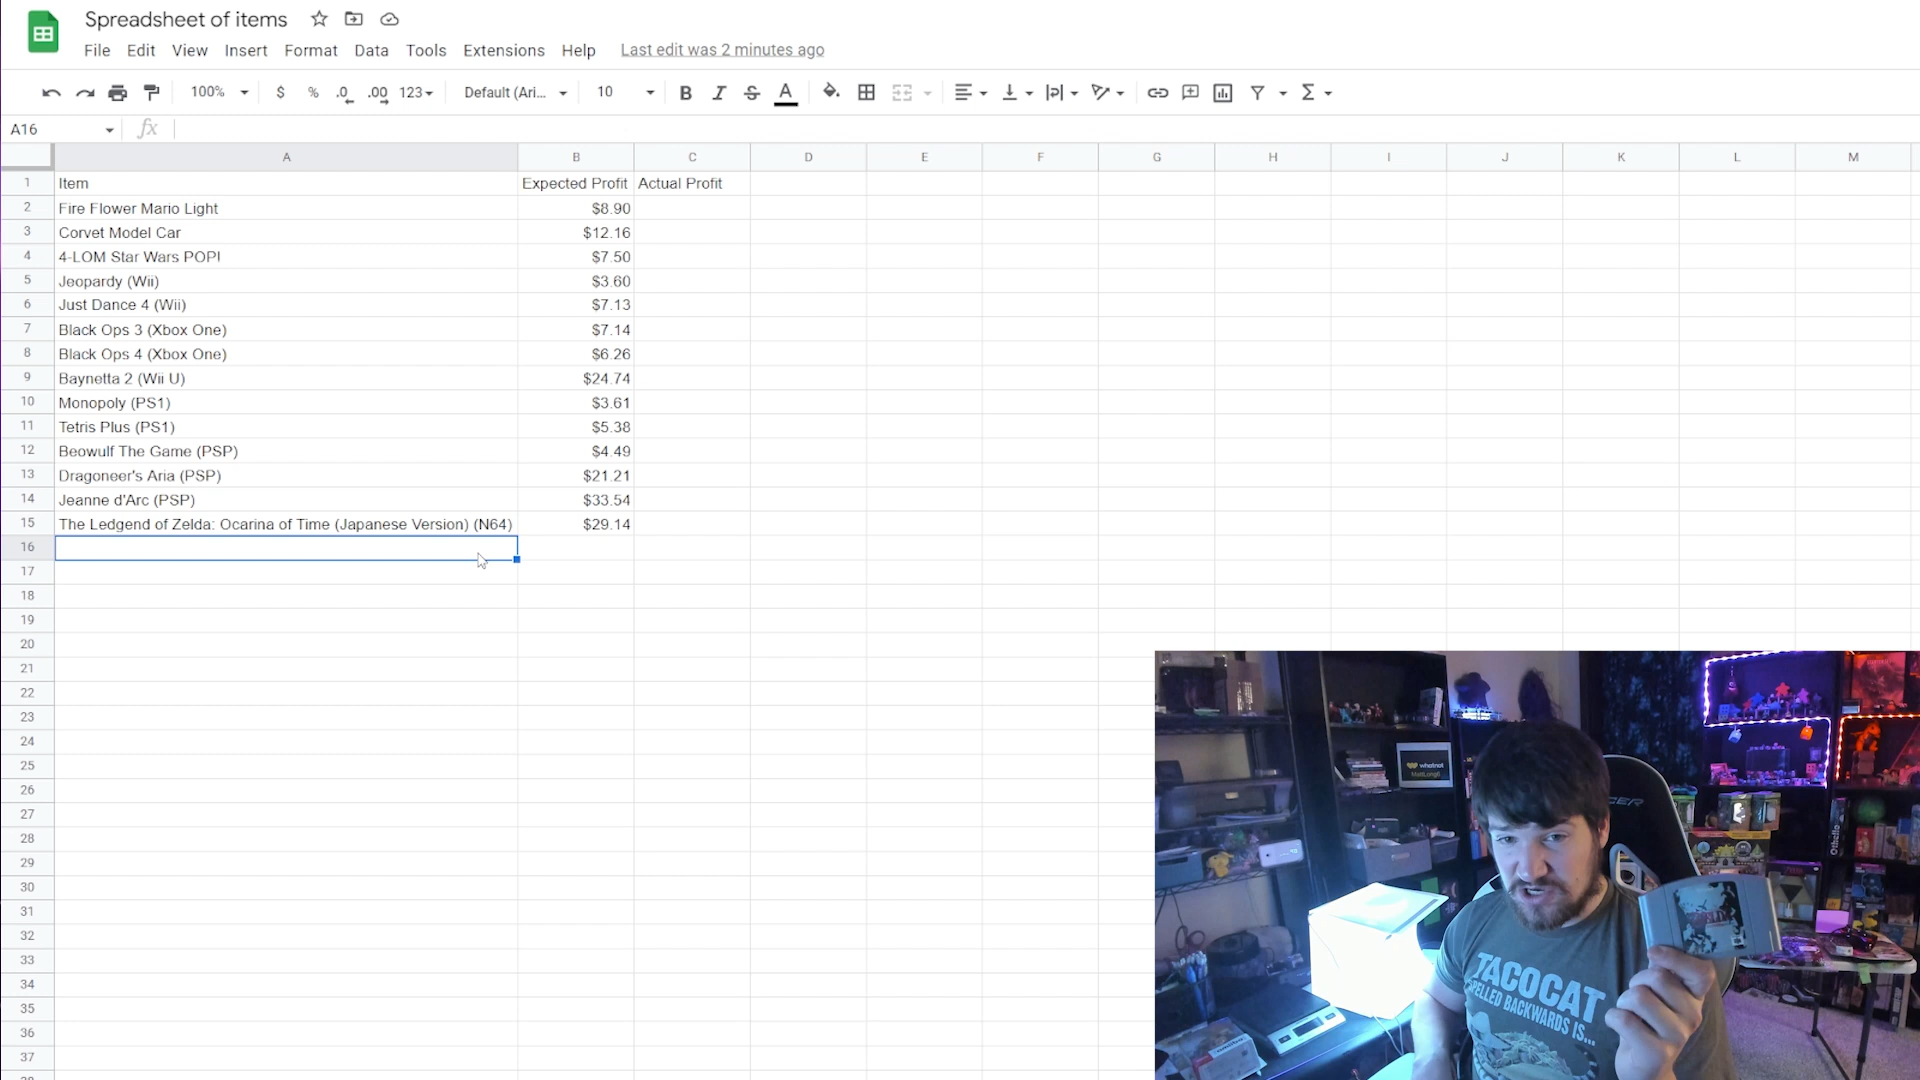 Spreadsheet of items
File Edit View Insert Format Data Tools Extensions Help Last edit was 2 minutes ago
100% $ % .0 .00 123 Default (Ari... 10 B I S A
A16 fx
A B C D E F G H I J K L M
1 Item Expected Profit Actual Profit
2 Fire Flower Mario Light $8.90
3 Corvet Model Car $12.16
4 4-LOM Star Wars POP! $7.50
5 Jeopardy (Wii) $3.60
6 Just Dance 4 (Wii) $7.13
7 Black Ops 3 (Xbox One) $7.14
8 Black Ops 4 (Xbox One) $6.26
9 Baynetta 2 (Wii U) $24.74
10 Monopoly (PS1) $3.61
11 Tetris Plus (PS1) $5.38
12 Beowulf The Game (PSP) $4.49
13 Dragoneer's Aria (PSP) $21.21
14 Jeanne d'Arc (PSP) $33.54
15 The Ledgend of Zelda: Ocarina of Time (Japanese Version) (N64) $29.14
16
17
18
19
20
21
22
23
24
25
26
27
28
29
30
31
32
33
34
35
36
37
whatnot
Othello
TACOCAT
SPELLED BACKWARDS IS...